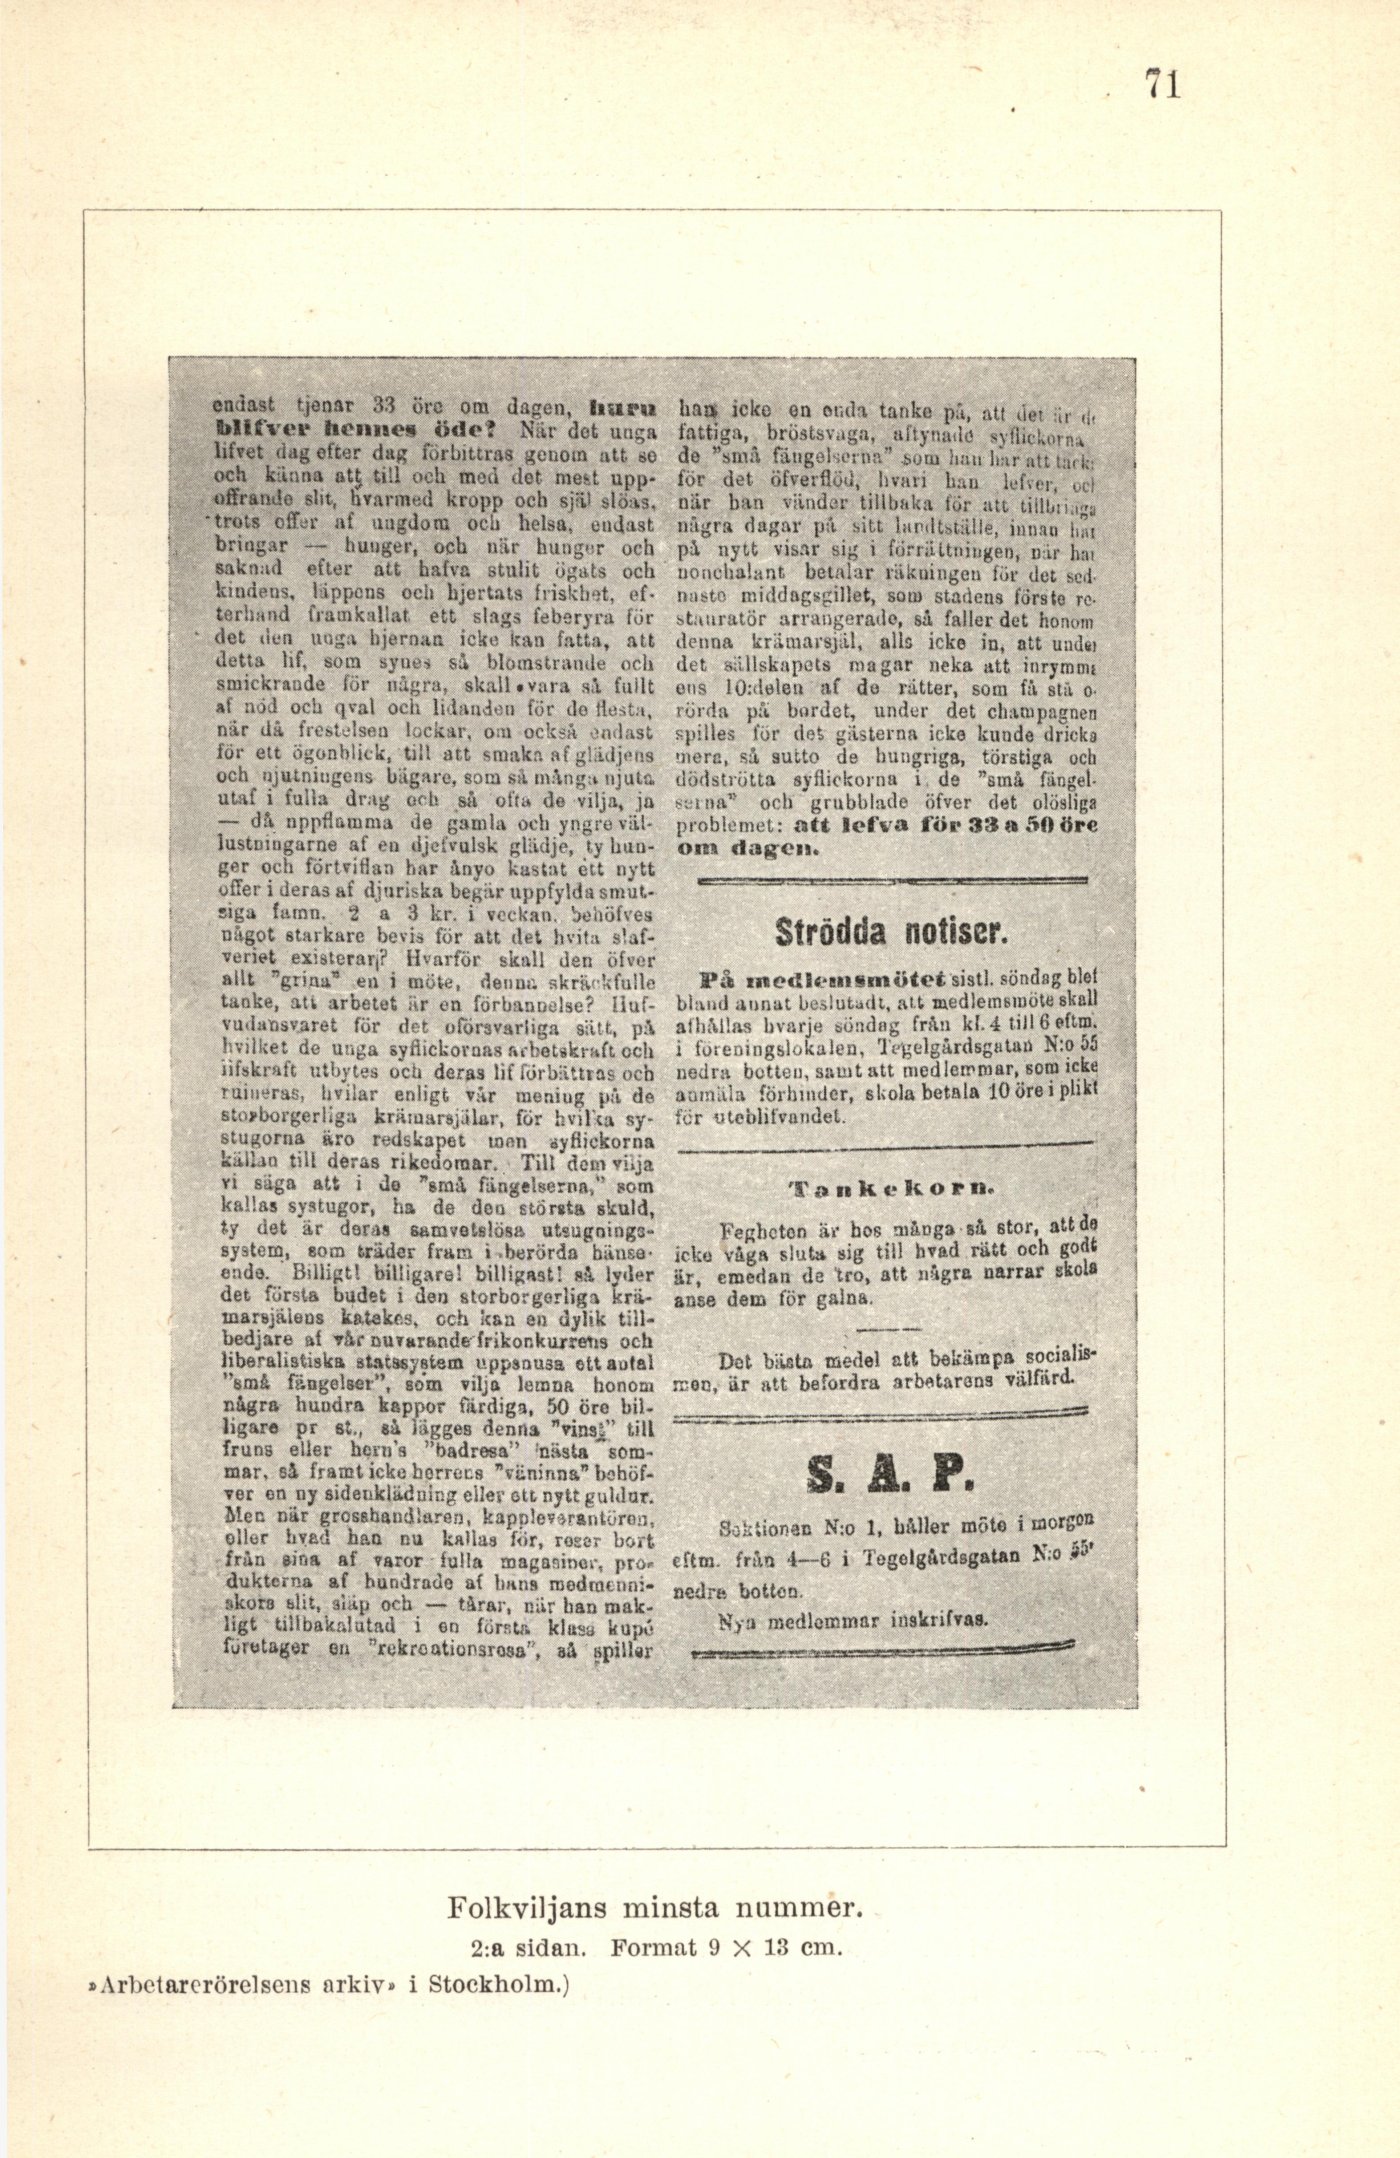 71
endast tjenar 33 öre om dagen, huru
blifver hennes öde? När det unga
lifvet dag efter dag förbittras genom att se
och känna att till och med det mest upp-
offrande slit, hvarmed kropp och själ slöas,
trots offer af ungdom och helsa, endast
bringar — hunger, och när hunger och
saknad efter att hafva stulit ögats och
kindens, läppens och hjertats friskhet, ef-
terhand framkallat ett slags feberyra för
det den unga hjernan icke kan fatta, att
detta lif, som synes så blomstrande och
smickrande för några, skall vara så fullt
af nöd och qval och lidanden för de flesta,
när då frestelsen lockar, om också endast
för ett ögonblick, till att smaka af glädjens
och njutningens bägare, som så många njuta
utaf i fulla drag och så ofta de vilja, ja
— då uppflamma de gamla och yngre väl-
lustningarne af en djefvulsk glädje, ty hun-
ger och förtviflan har ånyo kastat ett nytt
offer i deras af djuriska begär uppfylda smut-
siga famn. 2 a 3 kr. i veckan, behöfves
något starkare bevis för att det hvita slaf-
veriet existerar? Hvarför skall den öfver
allt "grina" en i möte, denna skräckfulle
tanke, att arbetet är en förbannelse? Huf-
vudansvaret för det oförsvarliga sätt, på
hvilket de unga syflickornas arbetskraft och
lifskraft utbytes och deras lif förbättras och
ruineras, hvilar enligt vår mening på de
storborgerliga krämarsjälar, för hvilka sy-
stugorna äro redskapet men syflickorna
källan till deras rikedomar. Till dem vilja
vi säga att i de "små fängelserna," som
kallas systugor, ha de den största skuld,
ty det är deras samvetslösa utsugnings-
system, som träder fram i berörda hänse-
ende. Billigt! billigare! billigast! så lyder
det första budet i den storborgerliga krä-
marsjälens katekes, och kan en dylik till-
bedjare af vår nuvarande frikonkurrens och
liberalistiska statssystem uppsnusa ett antal
"små fängelser", som vilja lemna honom
några hundra kappor färdiga, 50 öre bil-
ligare pr st., så lägges denna "vinst" till
fruns eller herrn's "badresa" nästa som-
mar, så framt icke herrens "väninna" behöf-
ver en ny sidenklädning eller ett nytt guldur.
Men när grosshandlaren, kappleverantören,
eller hvad han nu kallas för, reser bort
från sina af varor fulla magasiner, pro-
dukterna af hundrade af hans medmenni-
skors slit, släp och — tårar, när han mak-
ligt tillbakalutad i en första klass kupé
företager en "rekreationsresa", så spiller
han icke en enda tanke på, att det är de
fattiga, bröstsvaga, aftynade syflickorna
de "små fängelserna" som han har att tacka
för det öfverflöd, hvari han lefver, och
när han vänder tillbaka för att tillbringa
några dagar på sitt landtställe, innan han
på nytt visar sig i förrättningen, när han
nonchalant betalar räkningen för det sed-
naste middagsgillet, som stadens förste re-
stauratör arrangerade, så faller det honom
denna krämarsjäl, alls icke in, att under
det sällskapets magar neka att inrymma
ens 10:delen af de rätter, som få stå o-
rörda på bordet, under det champagnen
spilles för det gästerna icke kunde dricka
mera, så sutto de hungriga, törstiga och
dödströtta syflickorna i de "små fängel-
serna" och grubblade öfver det olösliga
problemet: att lefva för 33 a 50 öre
om dagen.
Strödda notiser.
På medlemsmötet sistl. söndag blef
bland annat beslutadt, att medlemsmöte skall
afhållas hvarje söndag från kl. 4 till 6 eftm.
i föreningslokalen, Tegelgårdsgatan N:o 55
nedra botten, samt att medlemmar, som icke
anmäla förhinder, skola betala 10 öre i plikt
för uteblifvandet.
Tankekorn.
Fegheten är hos många så stor, att de
icke våga sluta sig till hvad rätt och godt
är, emedan de tro, att några narrar skola
anse dem för galna.
Det bästa medel att bekämpa socialis-
men, är att befordra arbetarens välfärd.
S. A. P.
Sektionen N:o 1, håller möte i morgon
eftm. från 4—6 i Tegelgårdsgatan N:o 55
nedra botten.
Nya medlemmar inskrifvas.
Folkviljans minsta nummer.
2:a sidan. Format 9 × 13 cm.
»Arbetarerörelsens arkiv» i Stockholm.)